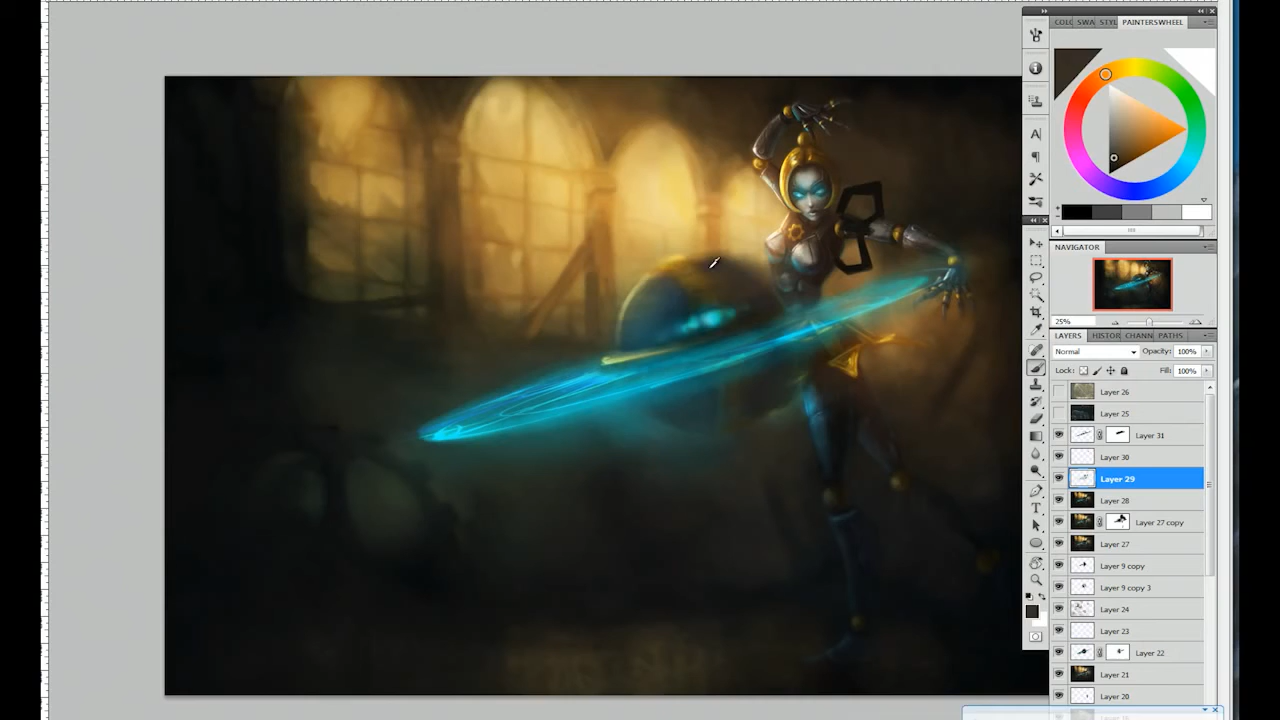 COL SWA STYL PAINTERSWHEEL
NAVIGATOR
25%
LAYERS HISTOR CHANN PATHS
Normal Opacity: 100%
Lock: Fill: 100%
Layer 26
Layer 25
Layer 31
Layer 30
Layer 29
Layer 28
Layer 27 copy
Layer 27
Layer 9 copy
Layer 9 copy 3
Layer 24
Layer 23
Layer 22
Layer 21
Layer 20